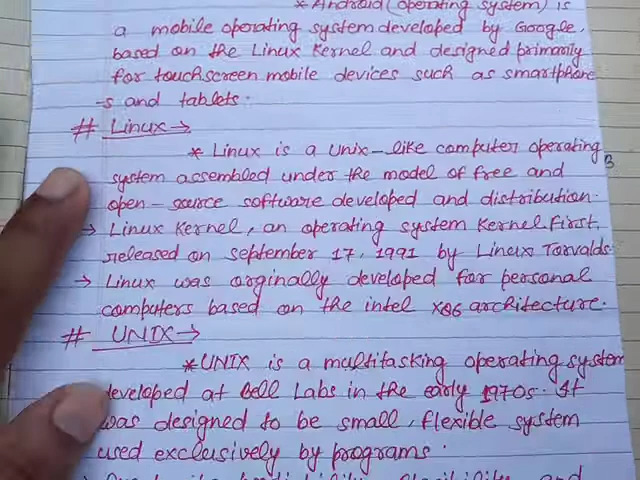 * Android (operating system) is
a mobile operating system developed by Google,
based on the Linux Kernel and designed primarily
for touchscreen mobile devices such as smartphone
-s and tablets.
# Linux →
* Linux is a Unix-like computer operating
system assembled under the model of free and
open-source software developed and distribution.
→ Linux Kernel, an operating system Kernel first
released on september 17, 1991 by Linux Torvalds.
→ Linux was orginally developed for personal
computers based on the intel x86 architecture.
# UNIX →
* UNIX is a multitasking operating system
developed at Bell Labs in the early 1970s. It
was designed to be small, flexible system
used exclusively by programs.